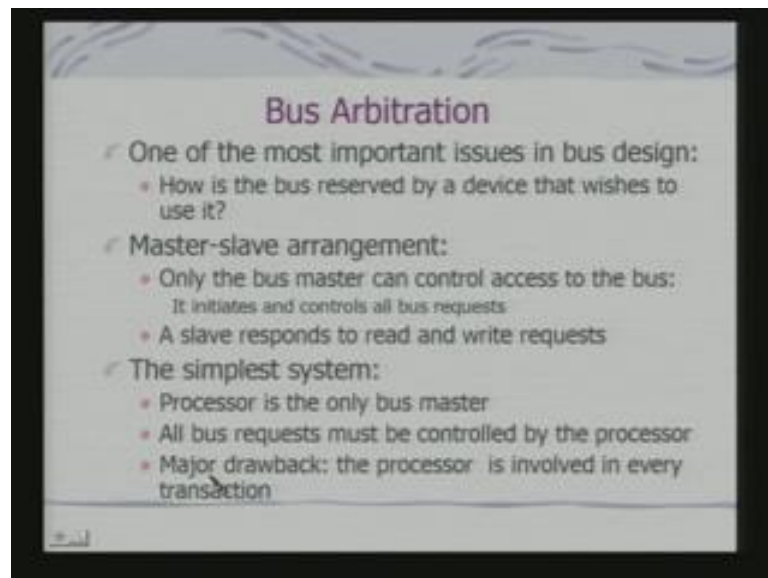 Bus Arbitration
One of the most important issues in bus design:
How is the bus reserved by a device that wishes to
use it?
Master-slave arrangement:
Only the bus master can control access to the bus:
It initiates and controls all bus requests
A slave responds to read and write requests
The simplest system:
Processor is the only bus master
All bus requests must be controlled by the processor
Major drawback: the processor is involved in every
transaction